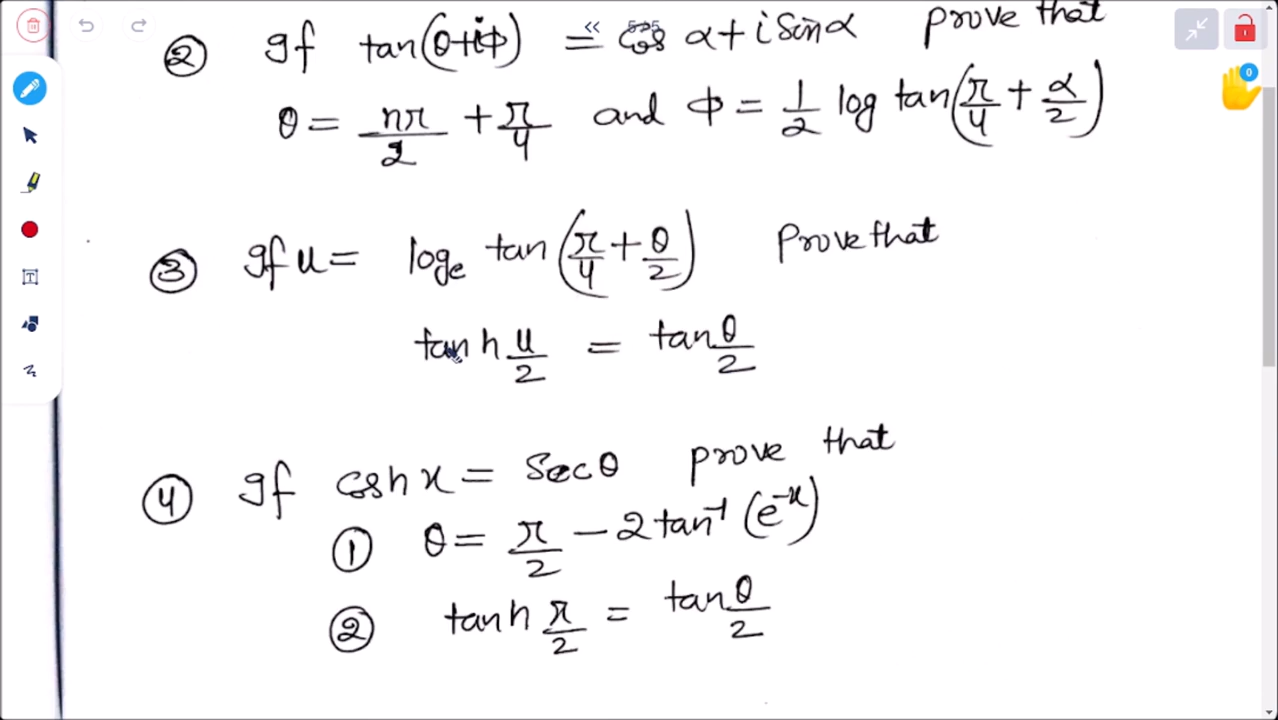 ② If tan(θ+iϕ) = cos α + i Sin α prove that
θ = nπ/2 + π/4 and ϕ = 1/2 log tan(π/4 + α/2)
③ If u = logₑ tan(π/4 + θ/2) Prove that
tanh u/2 = tan θ/2
④ If cosh x = Sec θ prove that
① θ = π/2 − 2 tan⁻¹(e⁻ˣ)
② tanh π/2 = tan θ/2